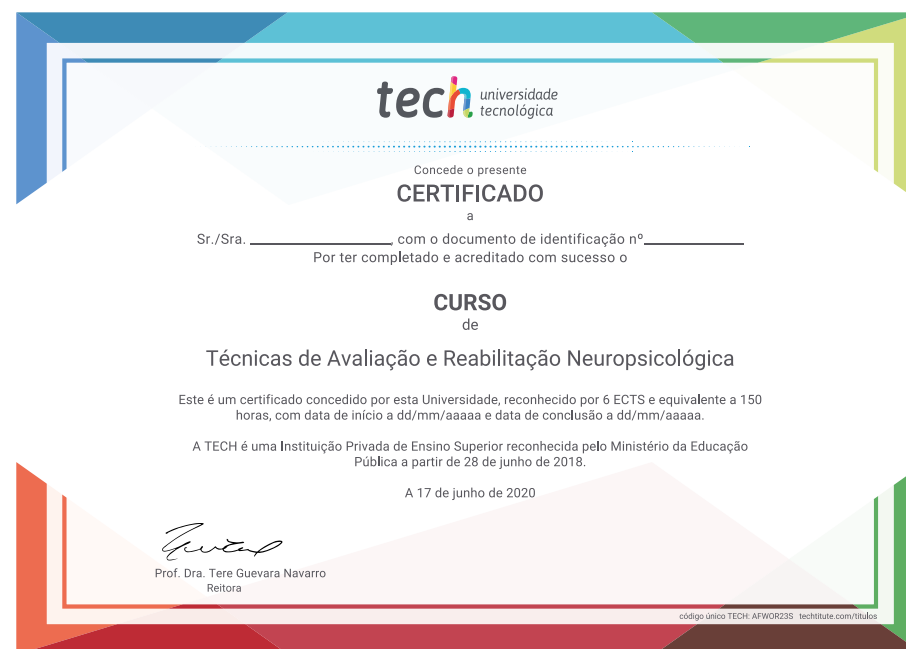 tech universidade
tecnológica
Concede o presente
CERTIFICADO
a
Sr./Sra. ________________, com o documento de identificação nº____________
Por ter completado e acreditado com sucesso o
CURSO
de
Técnicas de Avaliação e Reabilitação Neuropsicológica
Este é um certificado concedido por esta Universidade, reconhecido por 6 ECTS e equivalente a 150
horas, com data de início a dd/mm/aaaaa e data de conclusão a dd/mm/aaaaa.
A TECH é uma Instituição Privada de Ensino Superior reconhecida pelo Ministério da Educação
Pública a partir de 28 de junho de 2018.
A 17 de junho de 2020
Prof. Dra. Tere Guevara Navarro
Reitora
código único TECH: AFWOR23S techtitute.com/titulos